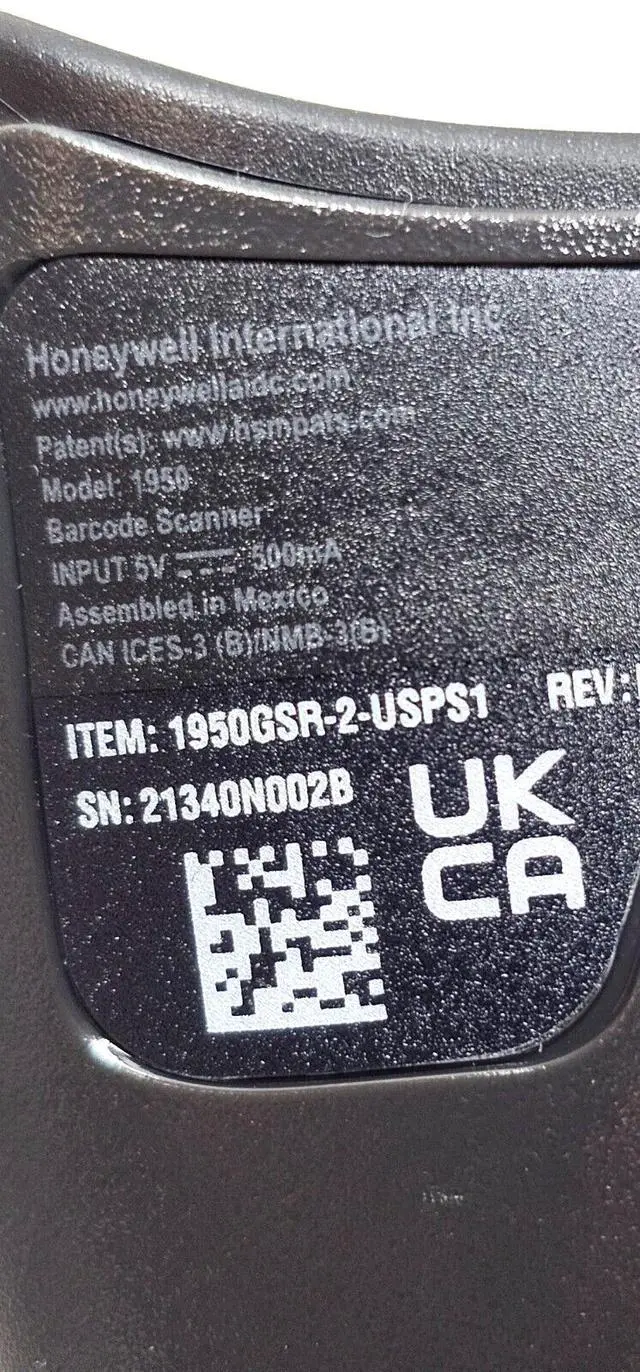 Honeywell International Inc
www.honeywellaidc.com
Patent(s): www.hsmpats.com
Model: 1950
Barcode Scanner
INPUT 5V 500mA
Assembled in Mexico
CAN ICES-3 (B)/NMB-3(B)
ITEM: 1950GSR-2-USPS1 REV:
SN: 21340N002B
UK
CA